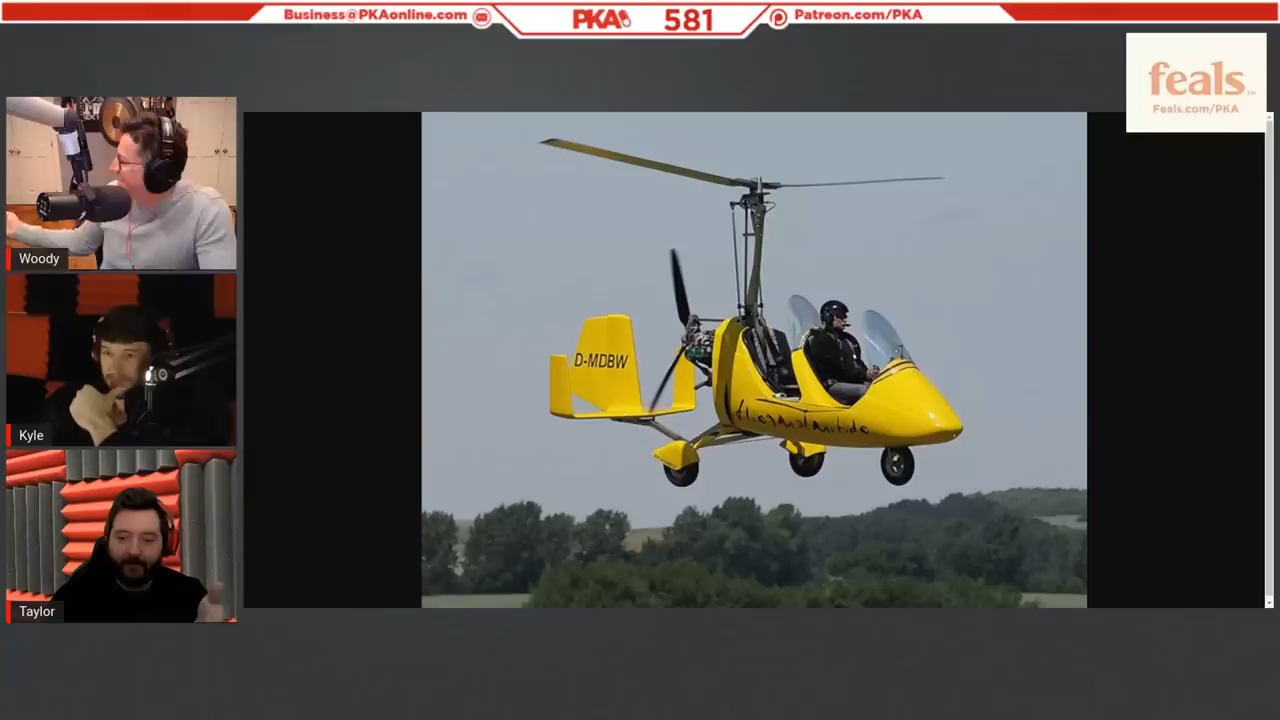 Business@PKAonline.com
PKA 581
Patreon.com/PKA
feals
Feals.com/PKA
Woody
Kyle
Taylor
D-MDBW